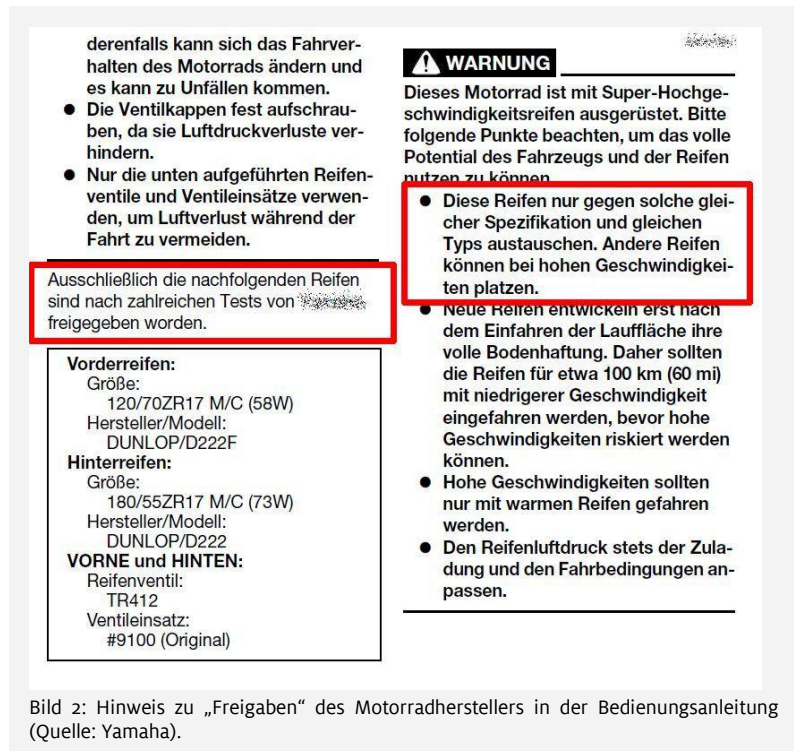 derenfalls kann sich das Fahrver-
halten des Motorrads ändern und
es kann zu Unfällen kommen.
● Die Ventilkappen fest aufschrau-
ben, da sie Luftdruckverluste ver-
hindern.
● Nur die unten aufgeführten Reifen-
ventile und Ventileinsätze verwen-
den, um Luftverlust während der
Fahrt zu vermeiden.
Ausschließlich die nachfolgenden Reifen
sind nach zahlreichen Tests von
freigegeben worden.
Vorderreifen:
Größe:
120/70ZR17 M/C (58W)
Hersteller/Modell:
DUNLOP/D222F
Hinterreifen:
Größe:
180/55ZR17 M/C (73W)
Hersteller/Modell:
DUNLOP/D222
VORNE und HINTEN:
Reifenventil:
TR412
Ventileinsatz:
#9100 (Original)
WARNUNG
Dieses Motorrad ist mit Super-Hochge-
schwindigkeitsreifen ausgerüstet. Bitte
folgende Punkte beachten, um das volle
Potential des Fahrzeugs und der Reifen
nutzen zu können.
● Diese Reifen nur gegen solche glei-
cher Spezifikation und gleichen
Typs austauschen. Andere Reifen
können bei hohen Geschwindigkei-
ten platzen.
● Neue Reifen entwickeln erst nach
dem Einfahren der Lauffläche ihre
volle Bodenhaftung. Daher sollten
die Reifen für etwa 100 km (60 mi)
mit niedrigerer Geschwindigkeit
eingefahren werden, bevor hohe
Geschwindigkeiten riskiert werden
können.
● Hohe Geschwindigkeiten sollten
nur mit warmen Reifen gefahren
werden.
● Den Reifenluftdruck stets der Zula-
dung und den Fahrbedingungen an-
passen.
Bild 2: Hinweis zu „Freigaben“ des Motorradherstellers in der Bedienungsanleitung
(Quelle: Yamaha).